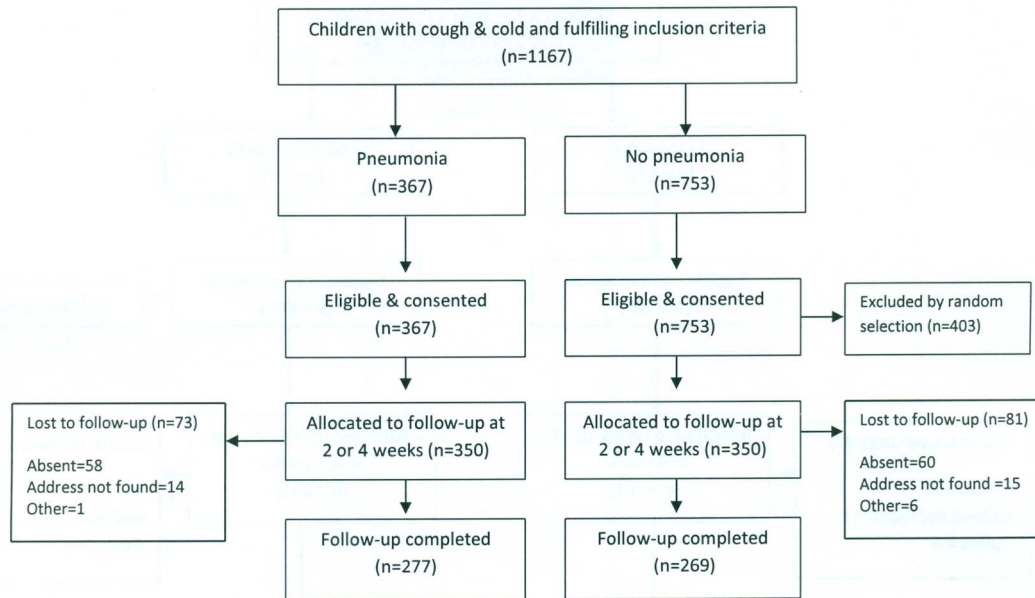 Children with cough & cold and fulfilling inclusion criteria
(n=1167)
Pneumonia
(n=367)
No pneumonia
(n=753)
Eligible & consented
(n=367)
Eligible & consented
(n=753)
Excluded by random
selection (n=403)
Lost to follow-up (n=73)
Absent=58
Address not found=14
Other=1
Allocated to follow-up at
2 or 4 weeks (n=350)
Allocated to follow-up at
2 or 4 weeks (n=350)
Lost to follow-up (n=81)
Absent=60
Address not found =15
Other=6
Follow-up completed
(n=277)
Follow-up completed
(n=269)